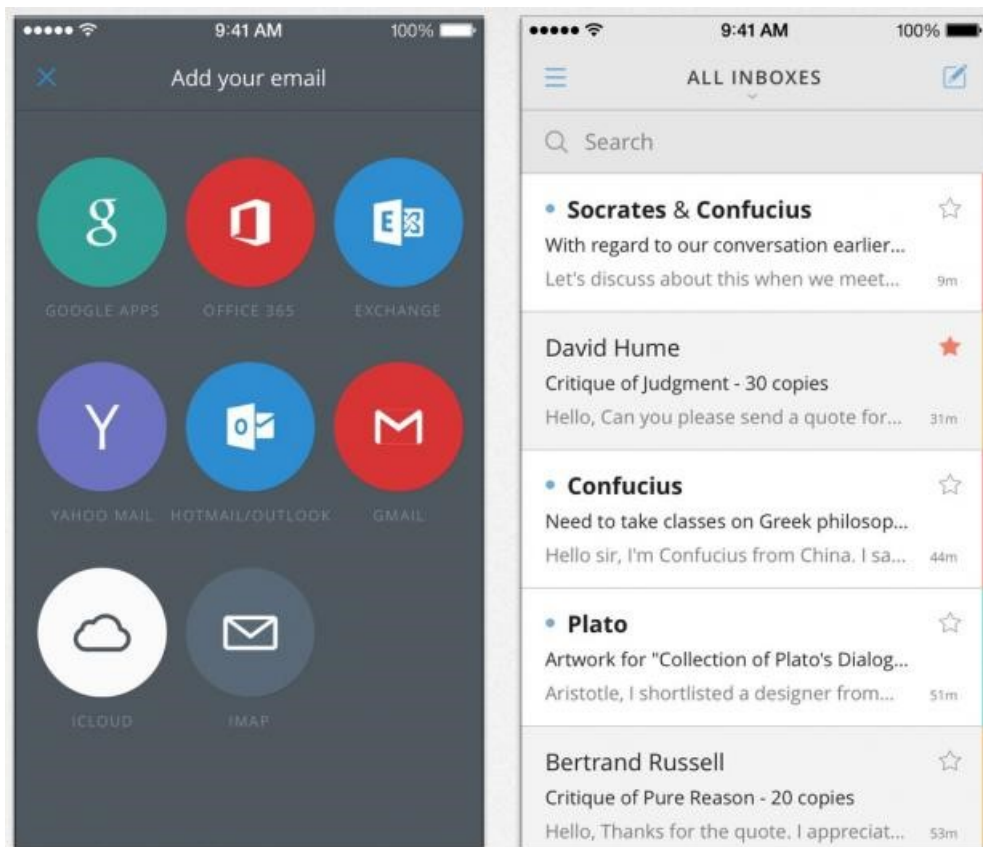 9:41 AM 100%
Add your email
g
GOOGLE APPS OFFICE 365 EXCHANGE
E
YAHOO MAIL HOTMAIL/OUTLOOK GMAIL
Y O M
ICLOUD IMAP
9:41 AM 100%
ALL INBOXES
Search
Socrates & Confucius
With regard to our conversation earlier...
Let's discuss about this when we meet... 9m
David Hume
Critique of Judgment - 30 copies
Hello, Can you please send a quote for... 31m
Confucius
Need to take classes on Greek philosop...
Hello sir, I'm Confucius from China. I sa... 44m
Plato
Artwork for "Collection of Plato's Dialog...
Aristotle, I shortlisted a designer from... 51m
Bertrand Russell
Critique of Pure Reason - 20 copies
Hello, Thanks for the quote. I appreciat... 53m